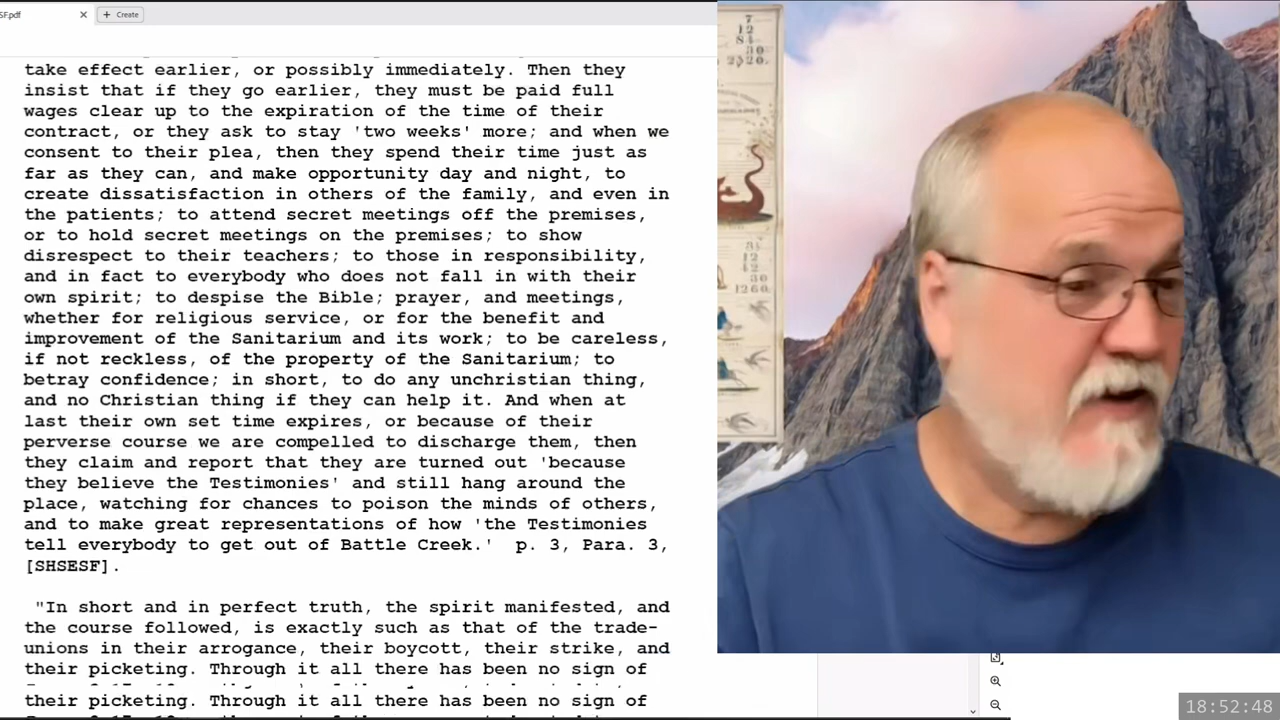 SF.pdf
Create
take effect earlier, or possibly immediately. Then they
insist that if they go earlier, they must be paid full
wages clear up to the expiration of the time of their
contract, or they ask to stay 'two weeks' more; and when we
consent to their plea, then they spend their time just as
far as they can, and make opportunity day and night, to
create dissatisfaction in others of the family, and even in
the patients; to attend secret meetings off the premises,
or to hold secret meetings on the premises; to show
disrespect to their teachers; to those in responsibility,
and in fact to everybody who does not fall in with their
own spirit; to despise the Bible; prayer, and meetings,
whether for religious service, or for the benefit and
improvement of the Sanitarium and its work; to be careless,
if not reckless, of the property of the Sanitarium; to
betray confidence; in short, to do any unchristian thing,
and no Christian thing if they can help it. And when at
last their own set time expires, or because of their
perverse course we are compelled to discharge them, then
they claim and report that they are turned out 'because
they believe the Testimonies' and still hang around the
place, watching for chances to poison the minds of others,
and to make great representations of how 'the Testimonies
tell everybody to get out of Battle Creek.'  p. 3, Para. 3,
[SHSESF].
"In short and in perfect truth, the spirit manifested, and
the course followed, is exactly such as that of the trade-
unions in their arrogance, their boycott, their strike, and
their picketing. Through it all there has been no sign of
their picketing. Through it all there has been no sign of
7
12
84
30
2520.
12
30
1260.
18:52:48